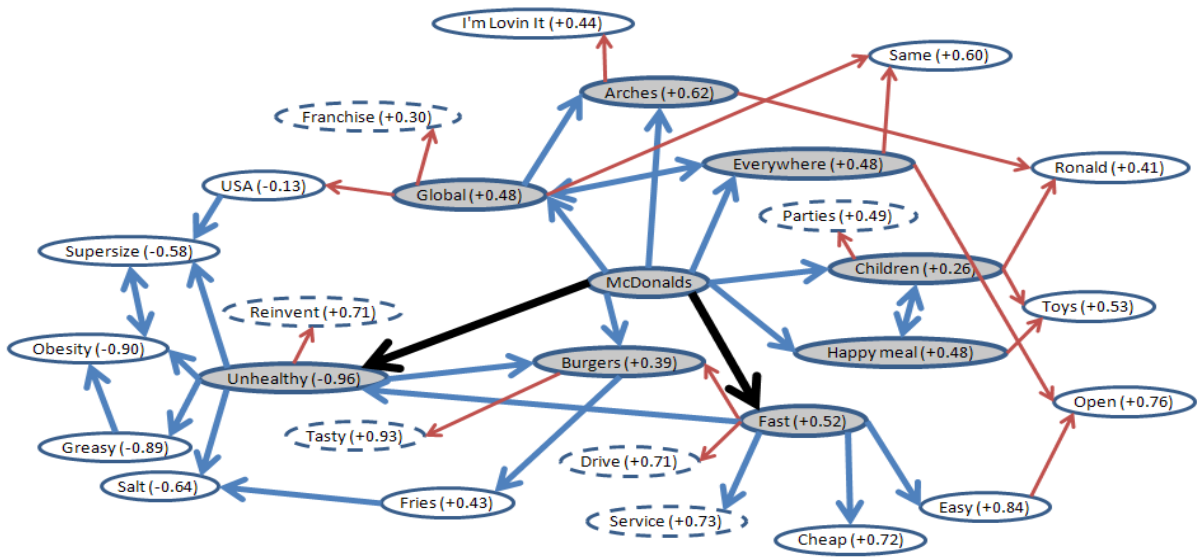 I'm Lovin It (+0.44)
Same (+0.60)
Arches (+0.62)
Franchise (+0.30)
Everywhere (+0.48)
Ronald (+0.41)
USA (-0.13)
Global (+0.48)
Parties (+0.49)
Supersize (-0.58)
Children (+0.26)
McDonalds
Toys (+0.53)
Reinvent (+0.71)
Obesity (-0.90)
Happy meal (+0.48)
Burgers (+0.39)
Unhealthy (-0.96)
Open (+0.76)
Fast (+0.52)
Tasty (+0.93)
Greasy (-0.89)
Drive (+0.71)
Salt (-0.64)
Fries (+0.43)
Easy (+0.84)
Service (+0.73)
Cheap (+0.72)